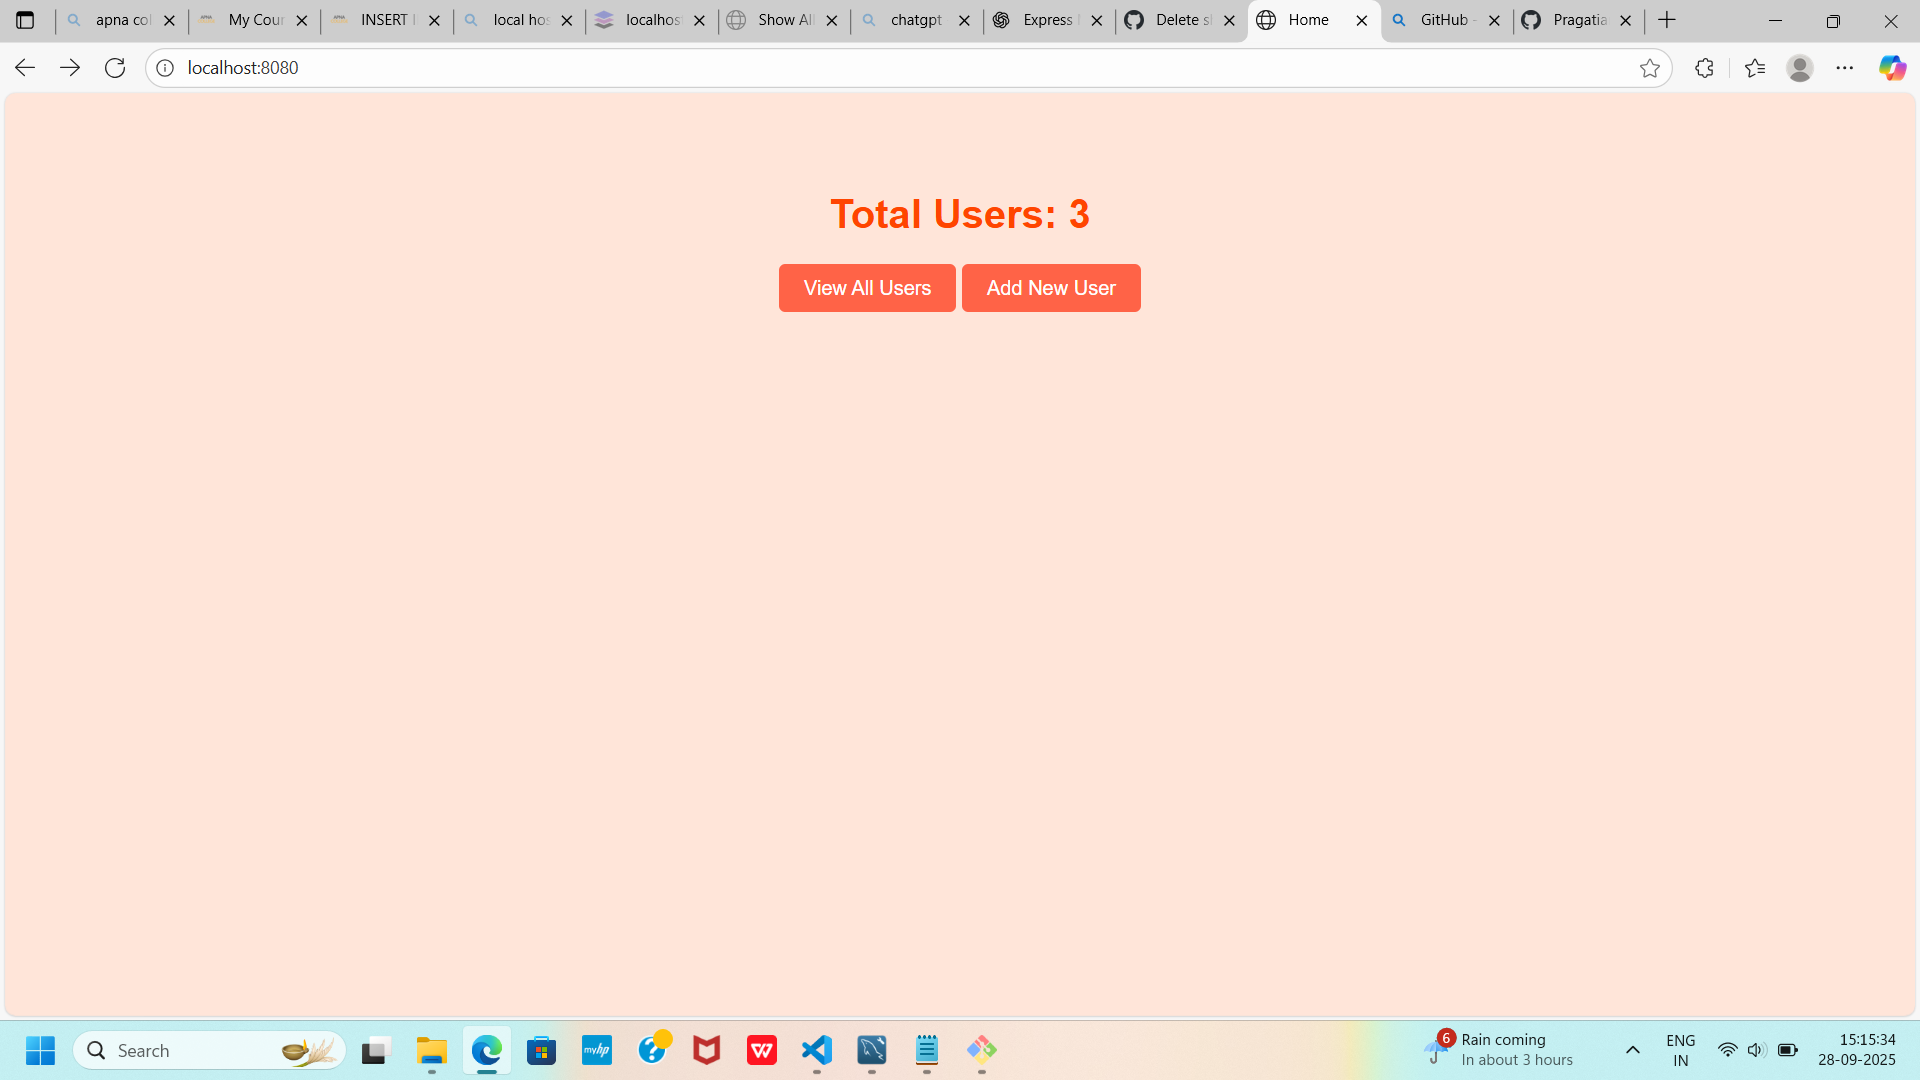 apna col
My Cour
INSERT I
local hos
localhos
Show All
chatgpt
Express
Delete s
Home
GitHub -
Pragatia
localhost:8080
Total Users: 3
View All Users
Add New User
Search
myhp
6
Rain coming
In about 3 hours
ENG
IN
15:15:34
28-09-2025